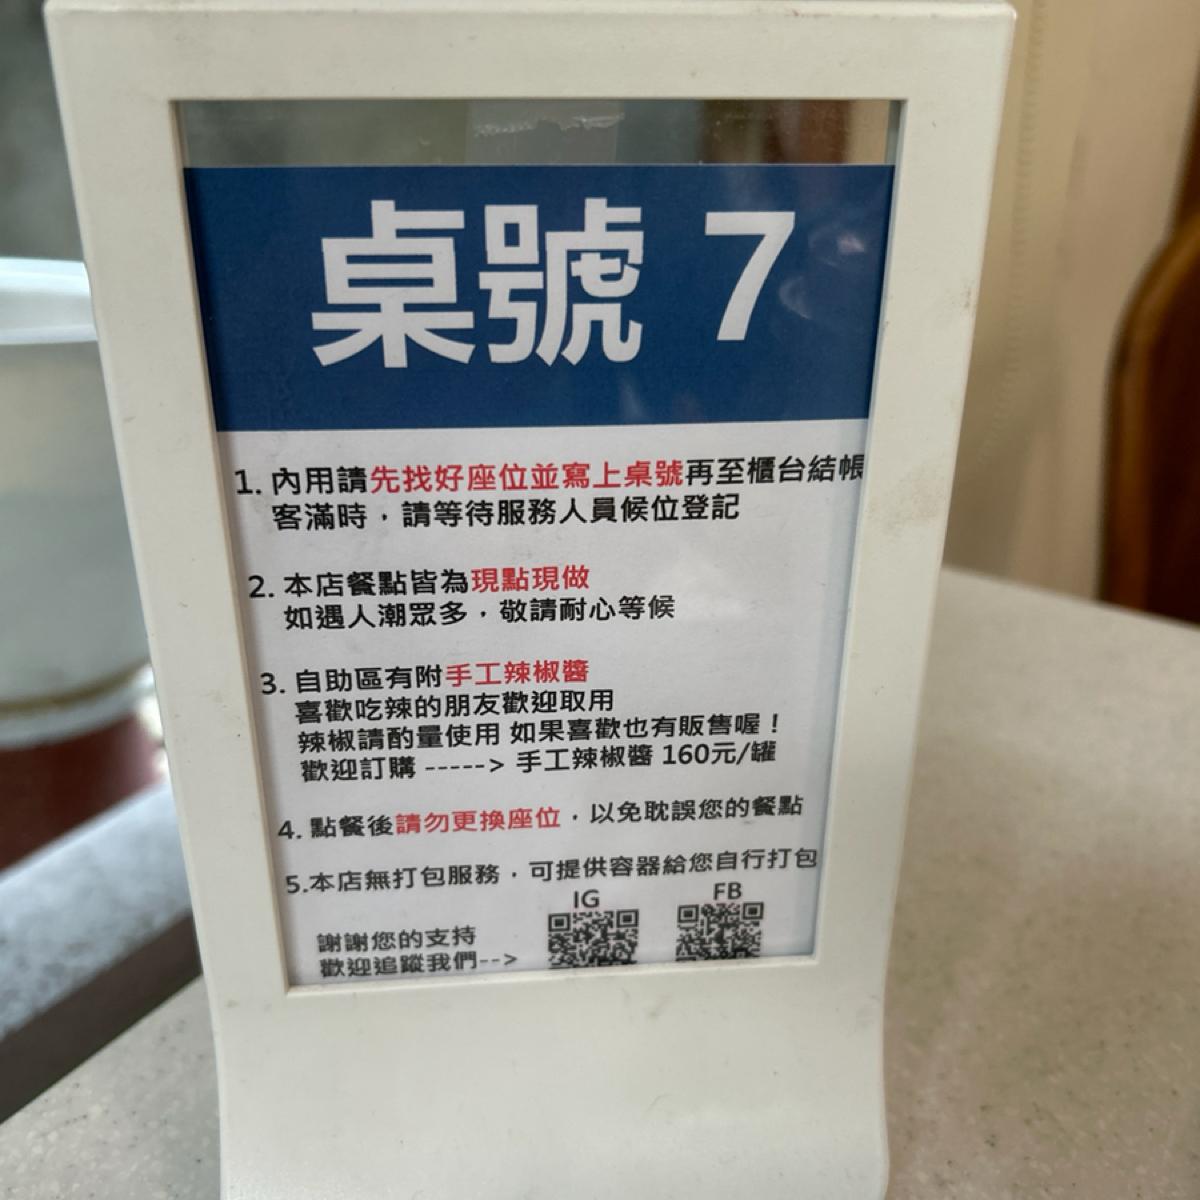 桌號 7
1. 內用請先找好座位並寫上桌號再至櫃台結帳
客滿時，請等待服務人員候位登記
2. 本店餐點皆為現點現做
如遇人潮眾多，敬請耐心等候
3. 自助區有附手工辣椒醬
喜歡吃辣的朋友歡迎取用
辣椒請酌量使用 如果喜歡也有販售喔！
歡迎訂購 -----> 手工辣椒醬 160元/罐
4. 點餐後請勿更換座位，以免耽誤您的餐點
5.本店無打包服務，可提供容器給您自行打包
IG FB
謝謝您的支持
歡迎追蹤我們-->